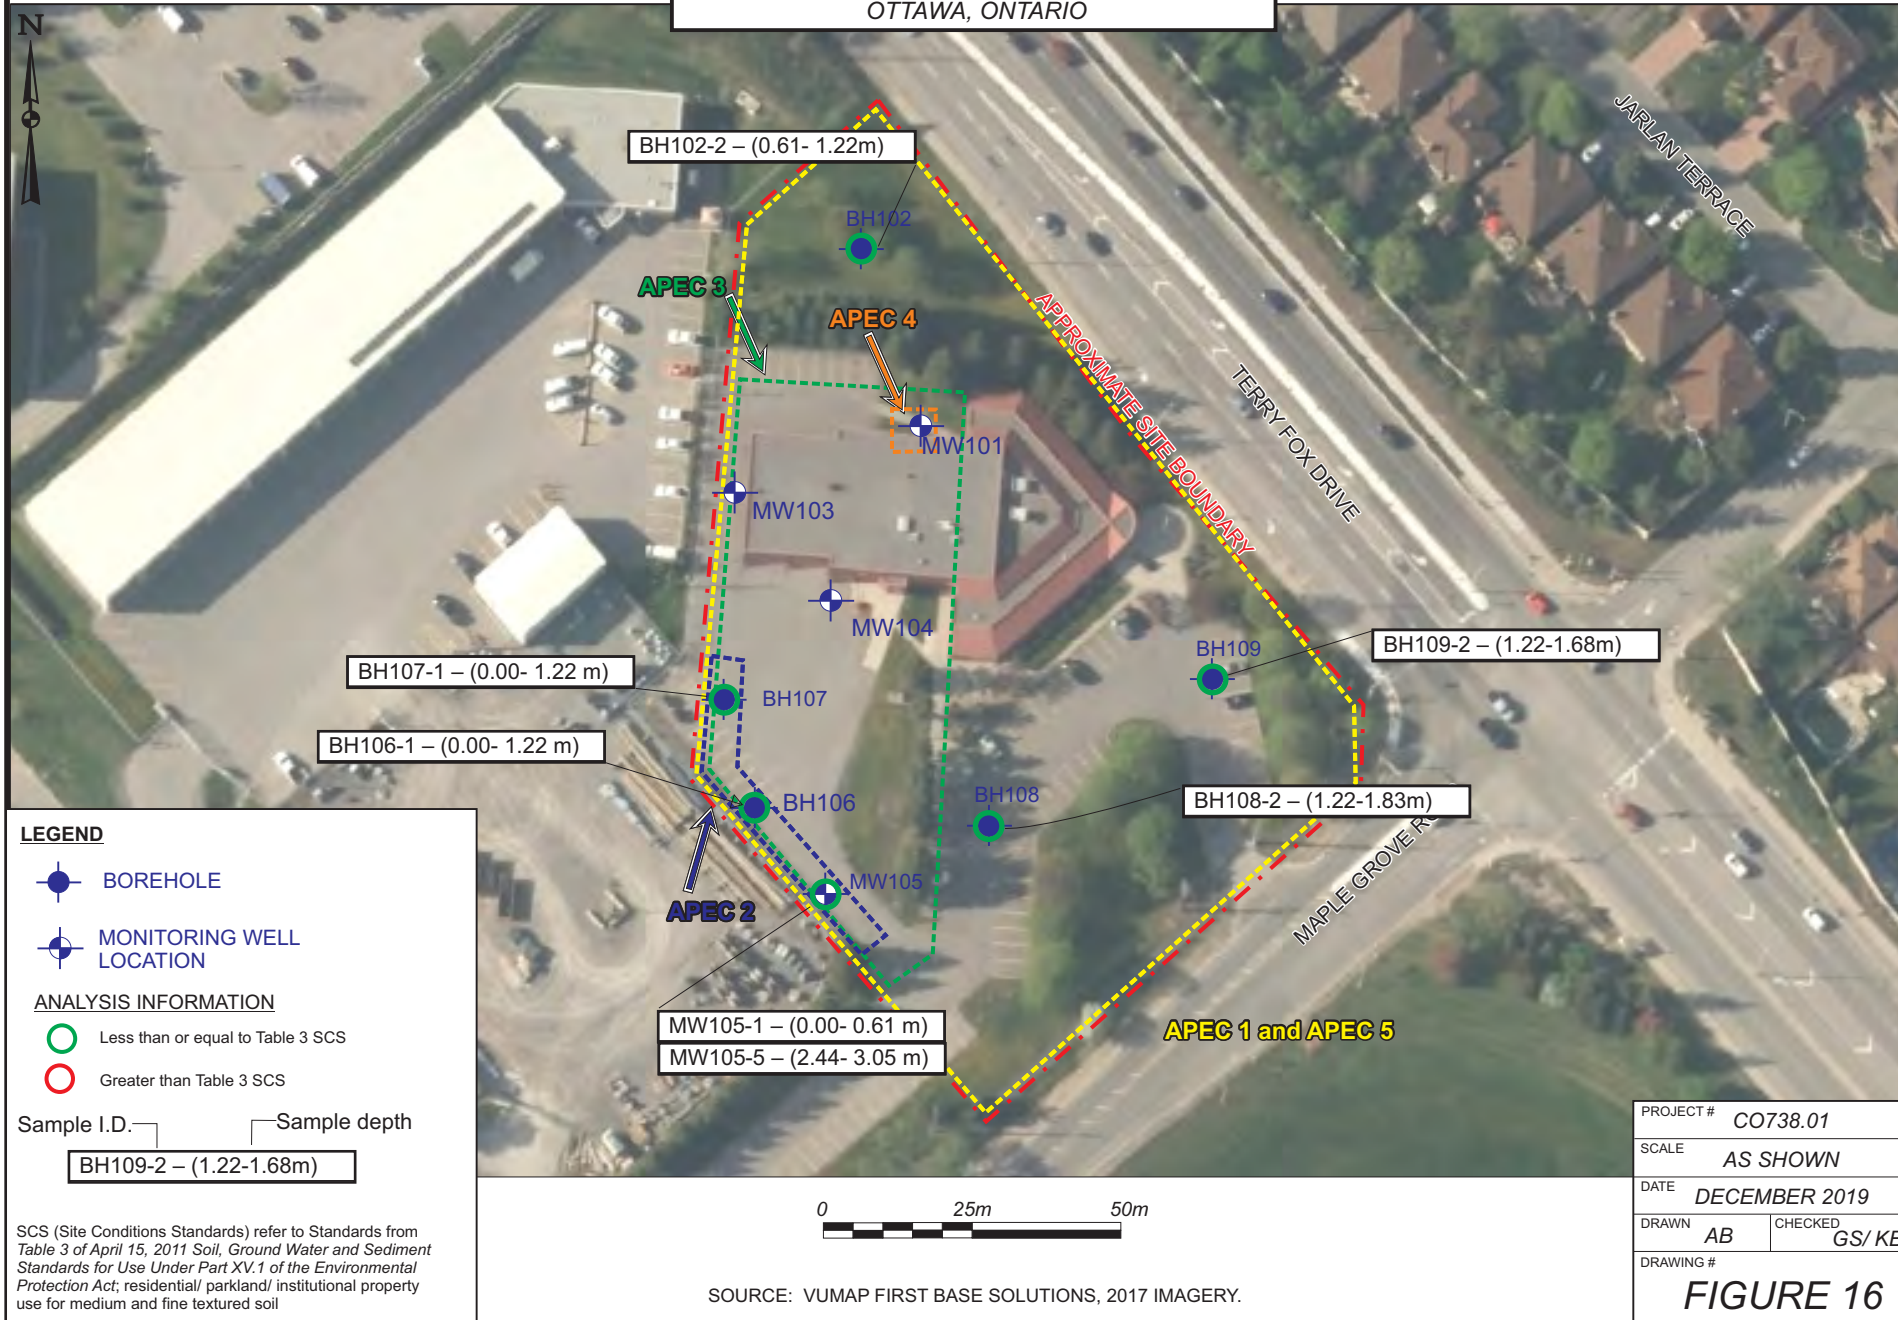 OTTAWA, ONTARIO
N
BH102-2 – (0.61- 1.22m)
JARLAN TERRACE
BH102
APEC 3
APEC 4
APPROXIMATE SITE BOUNDARY
TERRY FOX DRIVE
MW101
MW103
MW104
BH109
BH109-2 – (1.22-1.68m)
BH107-1 – (0.00- 1.22 m)
BH107
BH106-1 – (0.00- 1.22 m)
BH106
BH108
BH108-2 – (1.22-1.83m)
MAPLE GROVE
MW105
APEC 2
MW105-1 – (0.00- 0.61 m)
MW105-5 – (2.44- 3.05 m)
APEC 1 and APEC 5
LEGEND
BOREHOLE
MONITORING WELL
LOCATION
ANALYSIS INFORMATION
Less than or equal to Table 3 SCS
Greater than Table 3 SCS
Sample I.D.
Sample depth
BH109-2 – (1.22-1.68m)
SCS (Site Conditions Standards) refer to Standards from
Table 3 of April 15, 2011 Soil, Ground Water and Sediment
Standards for Use Under Part XV.1 of the Environmental
Protection Act; residential/ parkland/ institutional property
use for medium and fine textured soil
0 25m 50m
SOURCE: VUMAP FIRST BASE SOLUTIONS, 2017 IMAGERY.
PROJECT # CO738.01
SCALE AS SHOWN
DATE DECEMBER 2019
DRAWN AB CHECKED GS/
DRAWING #
FIGURE 16